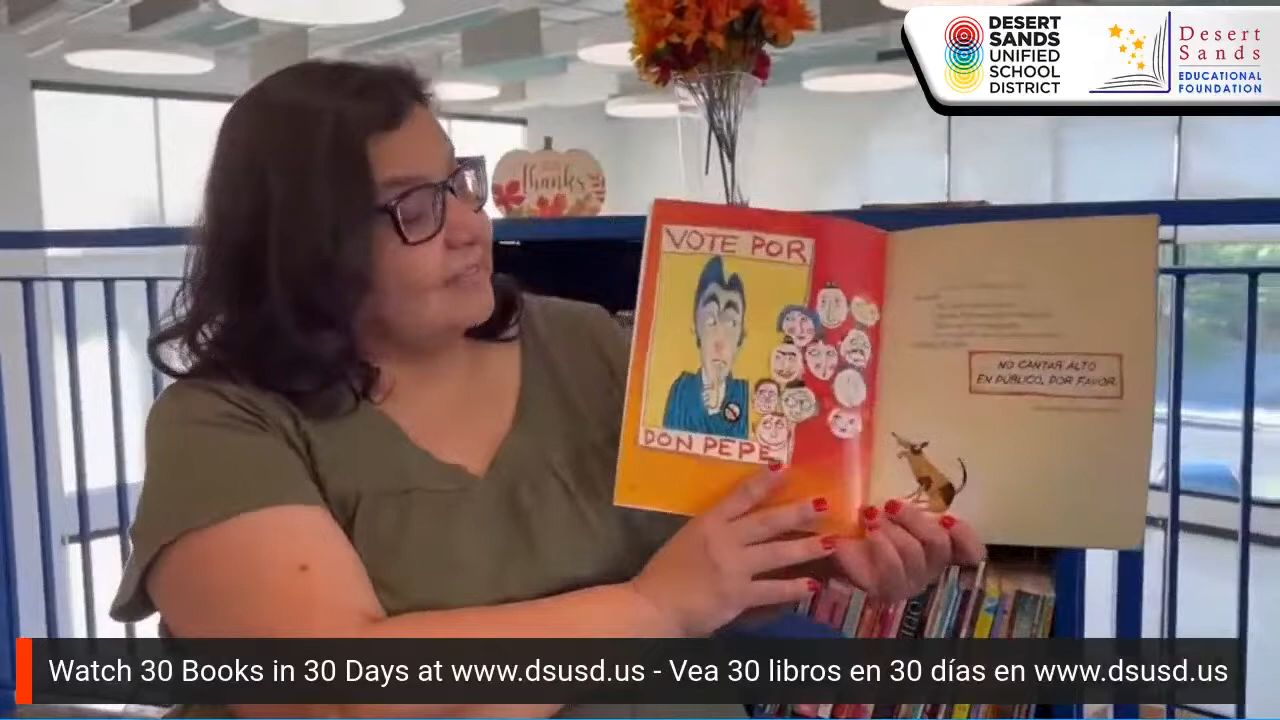 DESERT
SANDS
UNIFIED
SCHOOL
DISTRICT
Desert
Sands
EDUCATIONAL
FOUNDATION
thanks
VOTE POR
DON PEPE
NO CANTAR ALTO
EN PÚBLICO, POR FAVOR.
Watch 30 Books in 30 Days at www.dsusd.us - Vea 30 libros en 30 días en www.dsusd.us